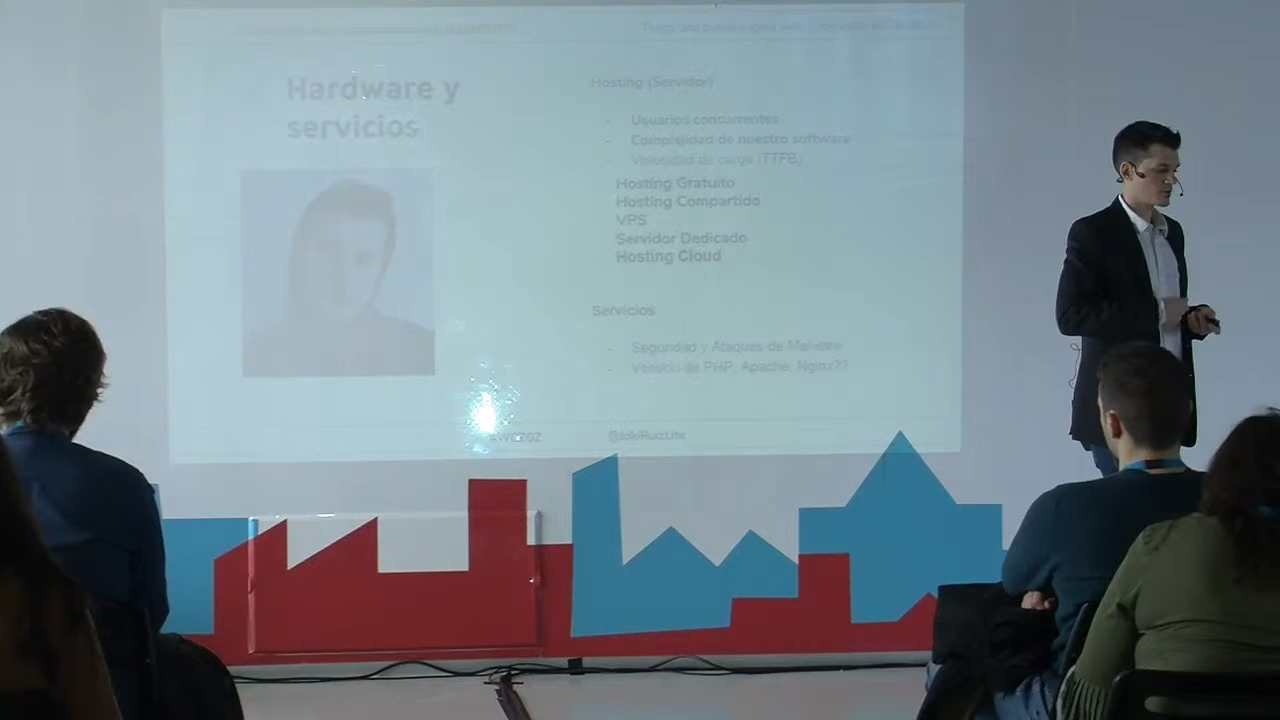 Hardware y
servicios
Hosting (Servidor)
- Usuarios concurrentes
- Complejidad de nuestro software
- Velocidad de carga (TTFB)
Hosting Gratuito
Hosting Compartido
VPS
Servidor Dedicado
Hosting Cloud
Servicios
- Seguridad y Ataques de Malware
- Versión de PHP, Apache, Nginx??